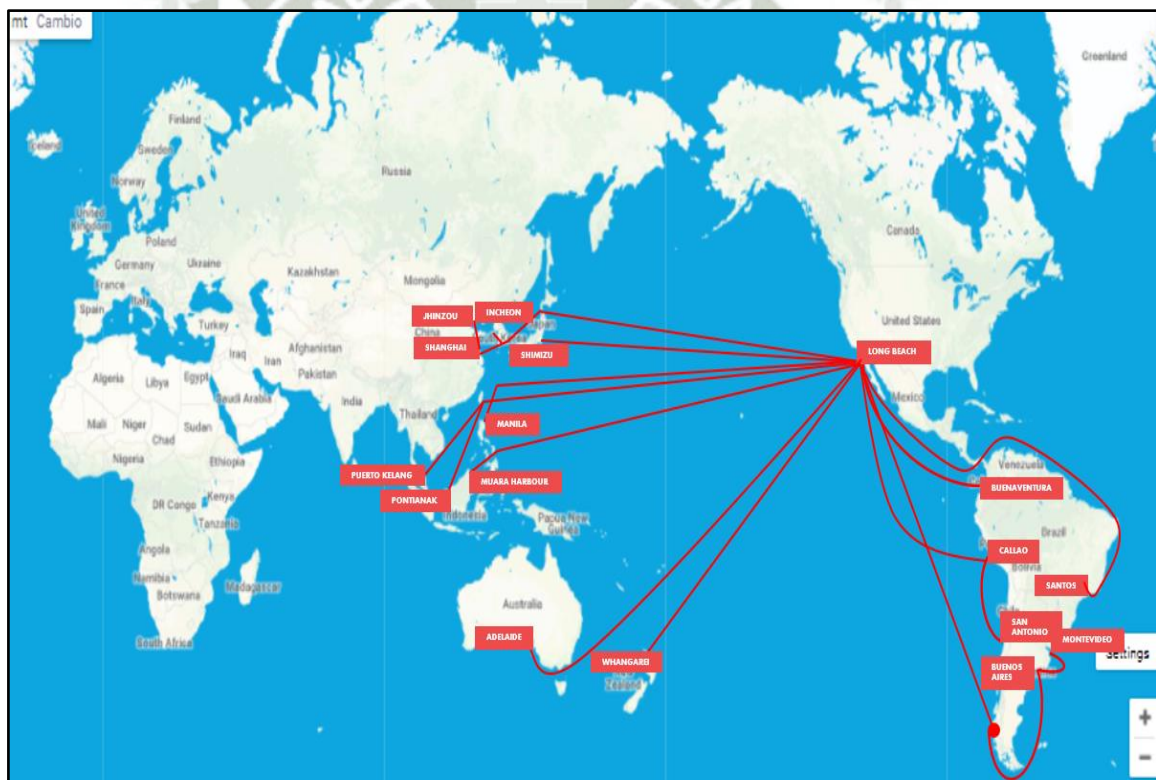 mt Cambio
Greenland
Iceland
Finland
Sweden
Norway
Russia
United
Kingdom
Poland
Germany
Ukraine
France
Italy
Spain
Turkey
Kazakhstan
Mongolia
Canada
United States
JHINZOU
INCHEON
China
SHANGHAI
SHIMIZU
LONG BEACH
Iraq
Iran
Afghanistan
Pakistan
Algeria
Libya
Egypt
Saudi Arabia
India
Mexico
Mali
Niger
Chad
Sudan
Thailand
MANILA
Nigeria
Ethiopia
Venezuela
PUERTO KELANG
MUARA HARBOUR
BUENAVENTURA
PONTIANAK
DR Congo
Kenya
Tanzania
Indonesia
Papua New
Guinea
Brazil
CALLAO
Bolivia
Angola
Namibia
Botswana
Madagascar
SANTOS
Australia
South Africa
ADELAIDE
SAN
ANTONIO
MONTEVIDEO
WHANGAREI
Zealand
BUENOS
AIRES
Settings
+
−